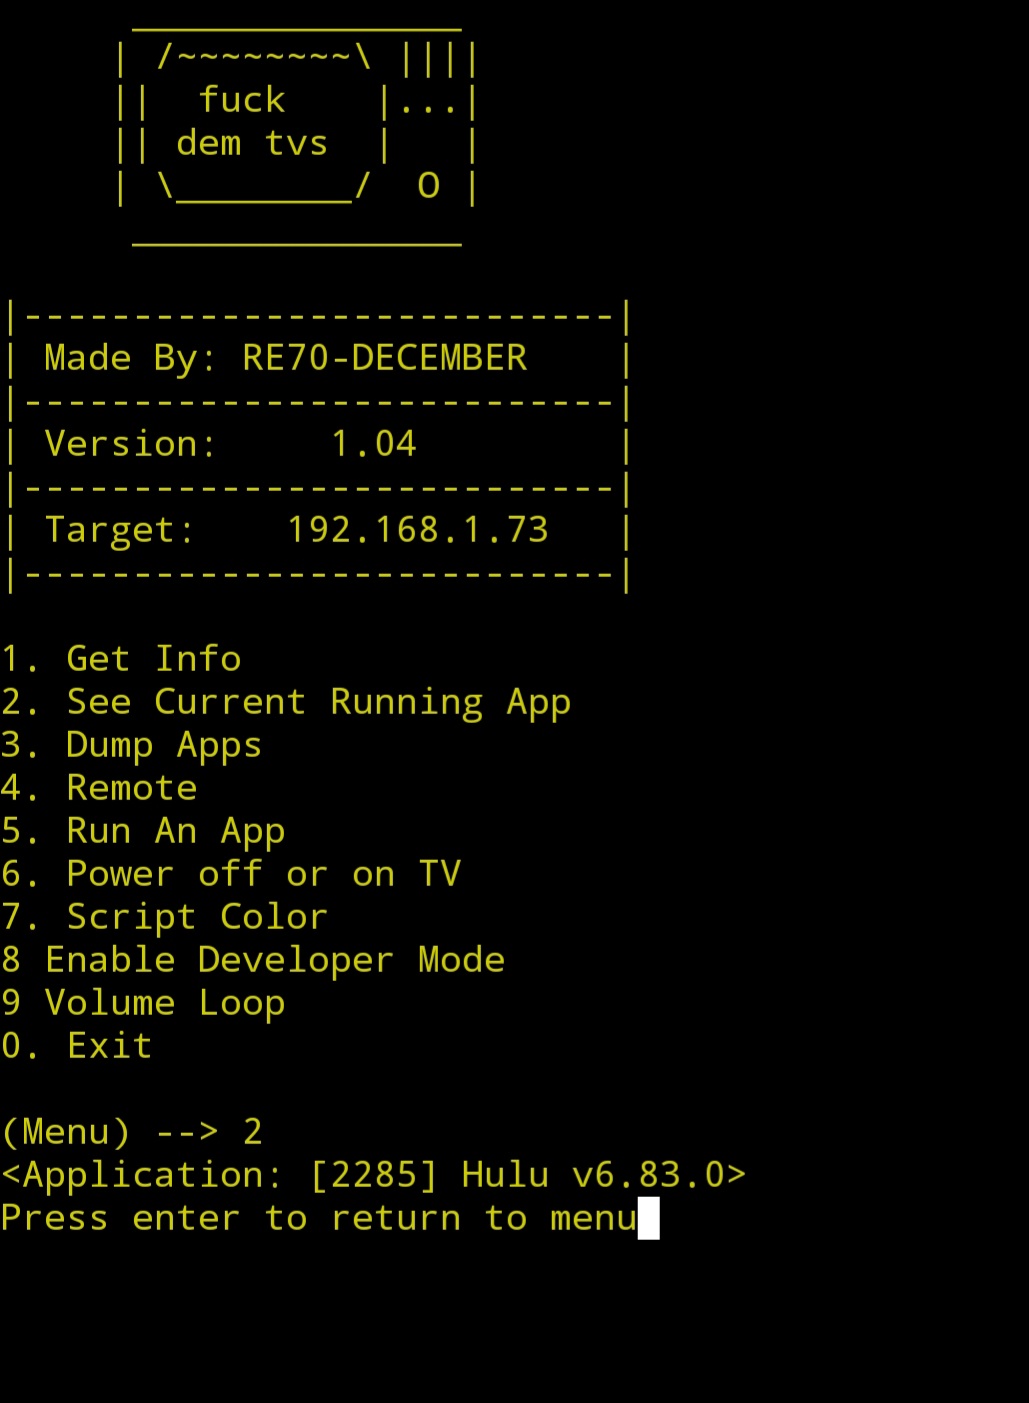 _______________
| /~~~~~~~~\ ||||
||  fuck    |...|
|| dem tvs  |   |
| \________/  O |
 _______________
|---------------------------|
| Made By: RE70-DECEMBER    |
|---------------------------|
| Version:     1.04         |
|---------------------------|
| Target:    192.168.1.73   |
|---------------------------|
1. Get Info
2. See Current Running App
3. Dump Apps
4. Remote
5. Run An App
6. Power off or on TV
7. Script Color
8 Enable Developer Mode
9 Volume Loop
0. Exit
(Menu) --> 2
<Application: [2285] Hulu v6.83.0>
Press enter to return to menu